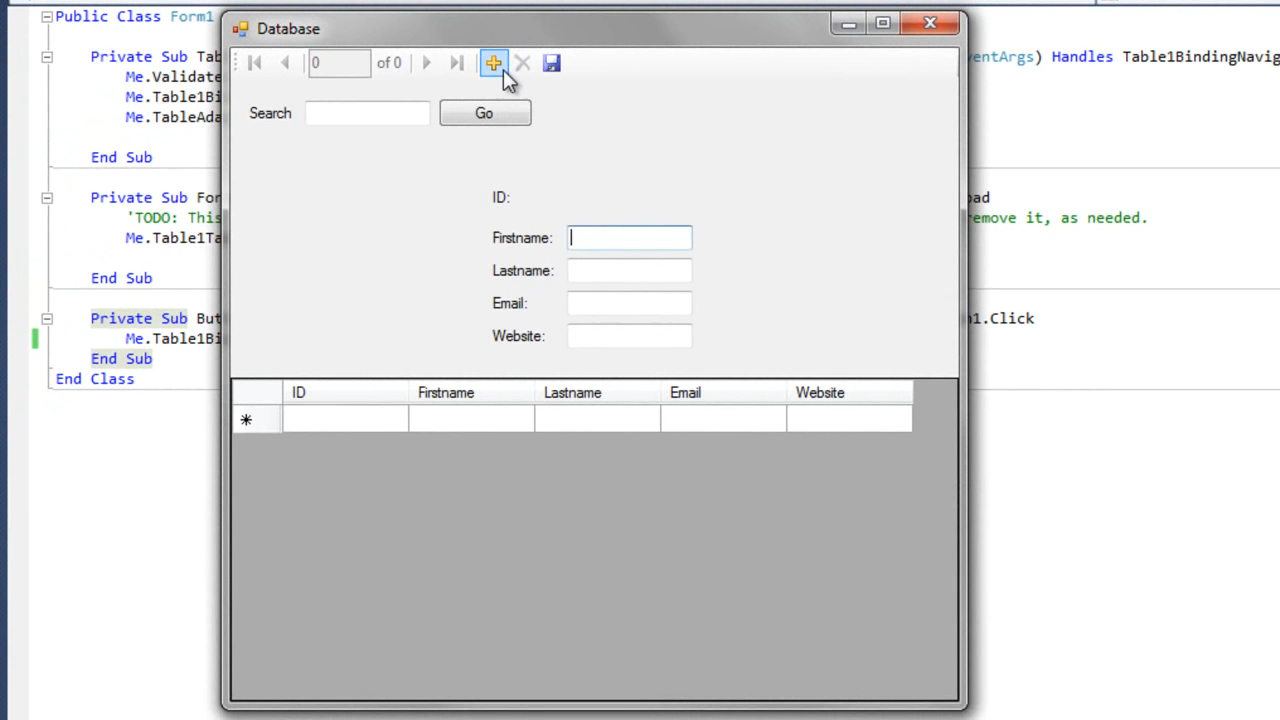 Public Class Form1
Database
Private Sub Tab
ventArgs) Handles Table1BindingNavig
0 of 0
Me.Validate
Me.Table1Bi
Me.TableAda
Search Go
End Sub
Private Sub For
ID:
oad
'TODO: This
remove it, as needed.
Me.Table1Ta
Firstname:
End Sub
Lastname:
Email:
Private Sub But
n1.Click
Me.Table1Bi
Website:
End Sub
End Class
ID Firstname Lastname Email Website